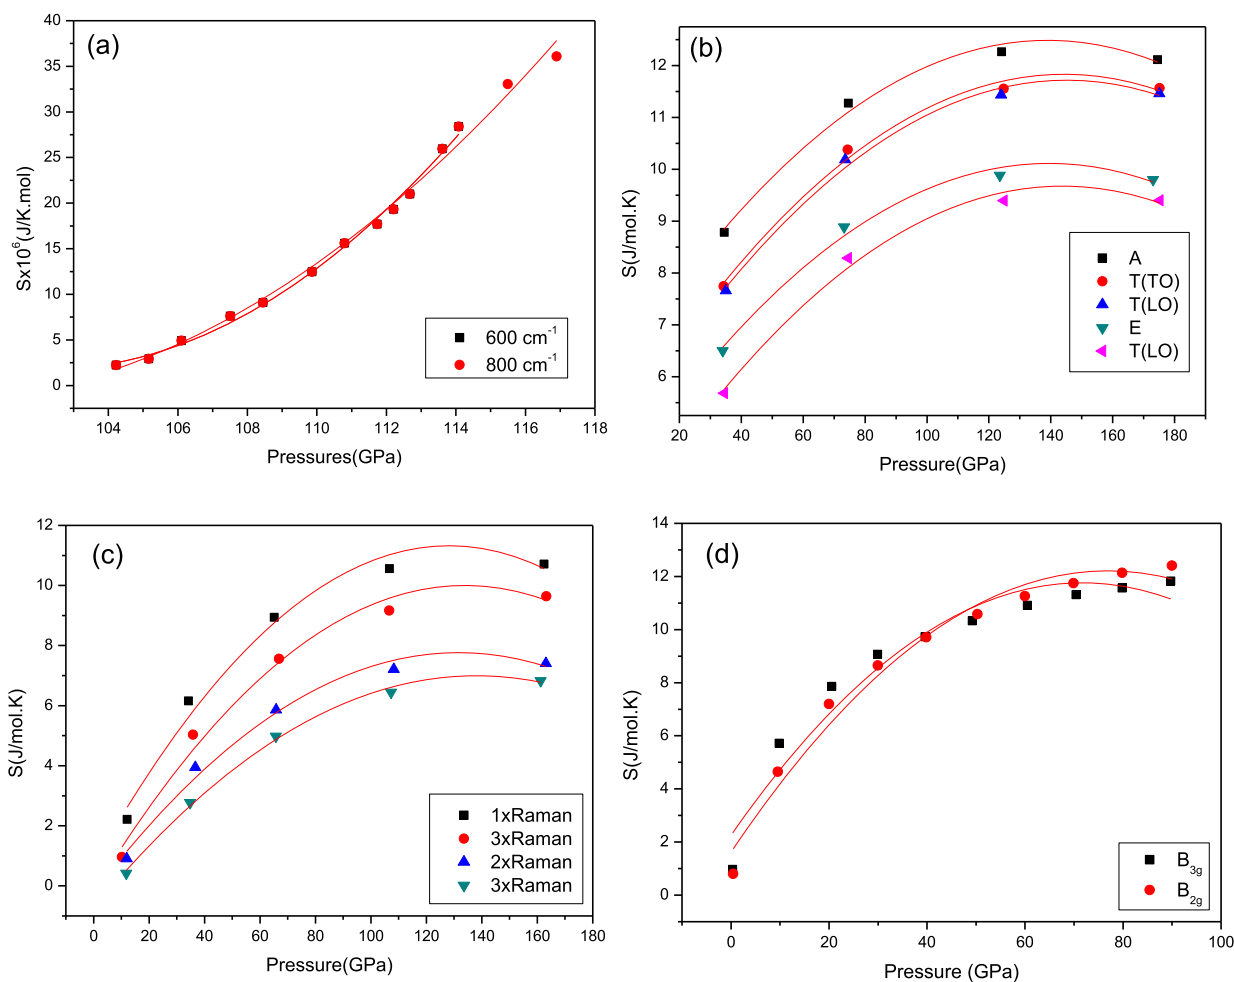 (a)
40
35
30
25
20
15
10
5
0
Sx10⁶(J/K.mol)
104 106 108 110 112 114 116 118
Pressures(GPa)
600 cm⁻¹
800 cm⁻¹
(b)
12
11
10
9
8
7
6
S(J/mol.K)
20 40 60 80 100 120 140 160 180
Pressure(GPa)
A
T(TO)
T(LO)
E
T(LO)
(c)
12
10
8
6
4
2
0
S(J/mol.K)
0 20 40 60 80 100 120 140 160 180
Pressure(GPa)
1xRaman
3xRaman
2xRaman
3xRaman
(d)
14
12
10
8
6
4
2
0
S(J/mol.K)
0 20 40 60 80 100
Pressure (GPa)
B3g
B2g